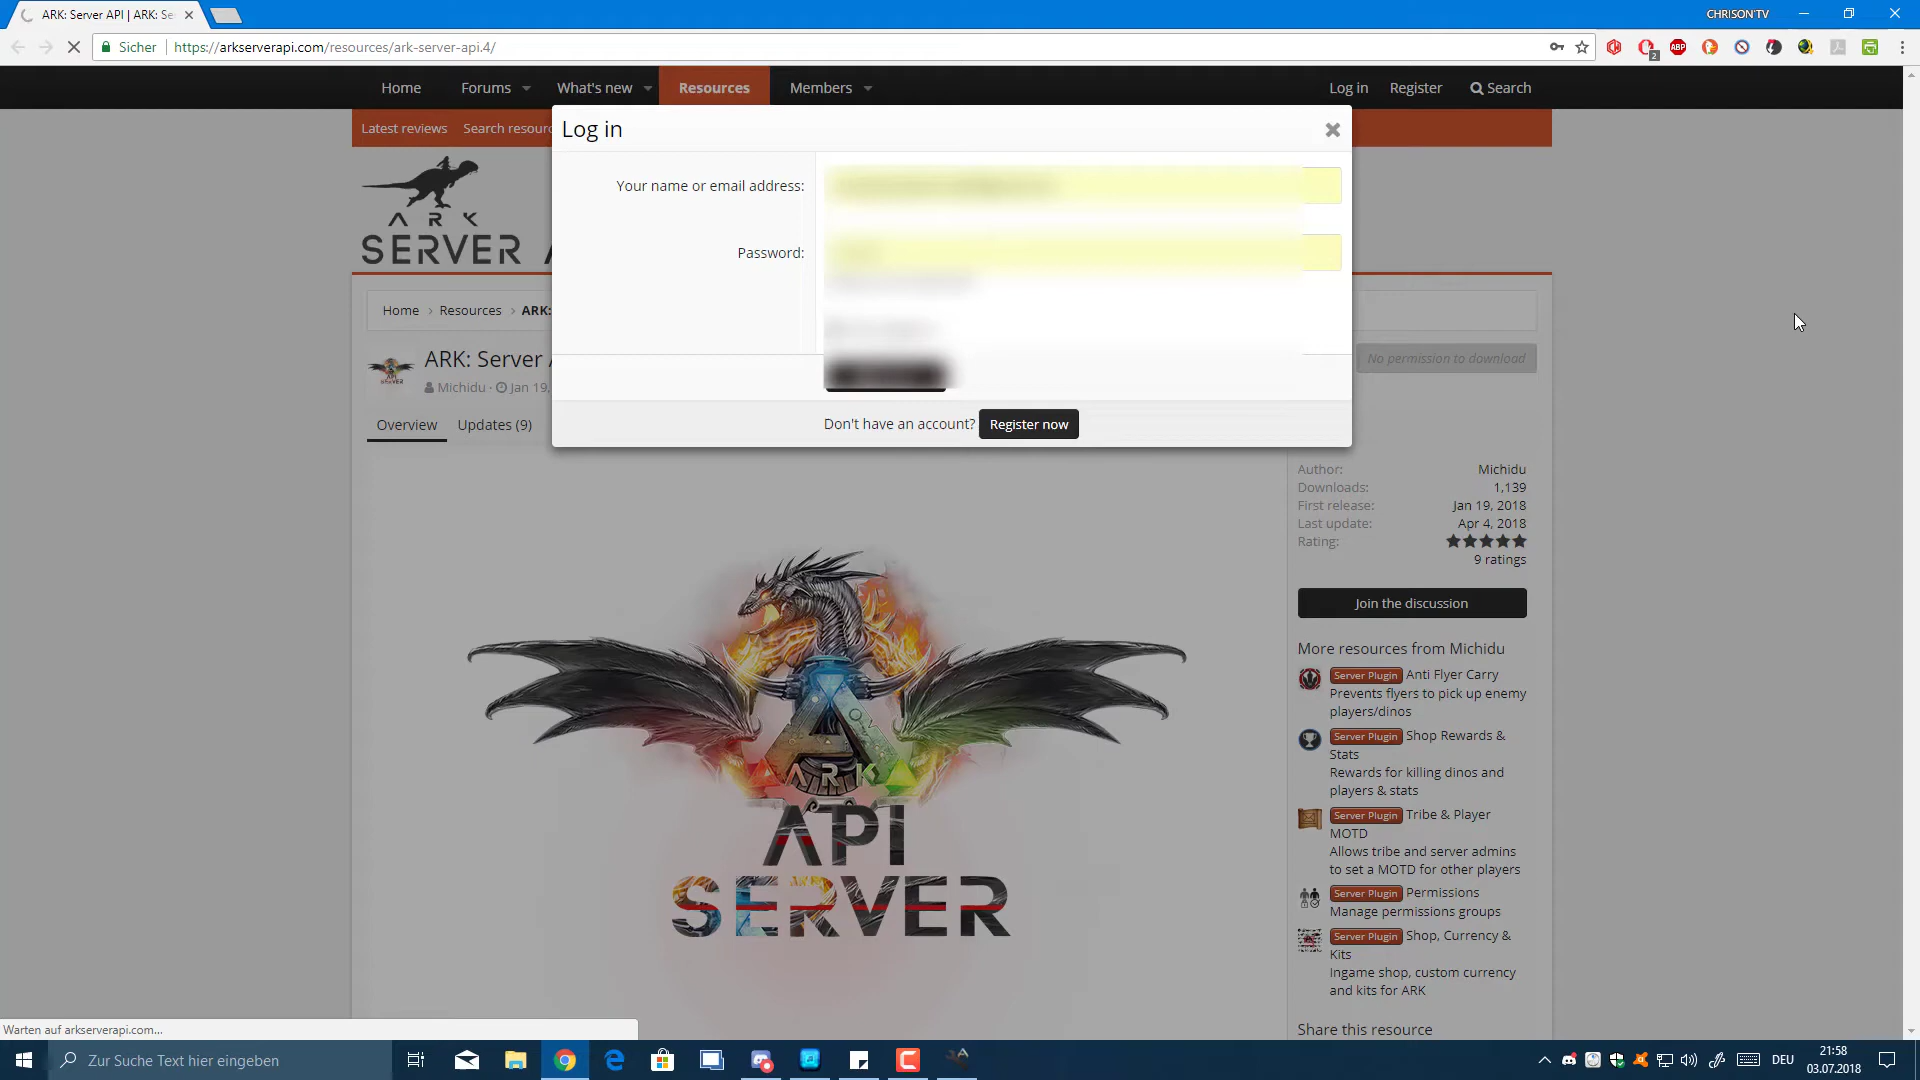 ARK: Server API | ARK: Se
CHRISON'TV
Sicher
https://arkserverapi.com/resources/ark-server-api.4/
2
ABP
Home
Forums
What's new
Resources
Members
Log in
Register
Search
Latest reviews
Search resourc
Log in
Your name or email address:
Password:
Don't have an account? Register now
ARK
SERVER A
Home
Resources
ARK:
ARK: Server A
Michidu
Jan 19,
No permission to download
Overview
Updates (9)
ARK
API
SERVER
Author: Michidu
Downloads: 1,139
First release: Jan 19, 2018
Last update: Apr 4, 2018
Rating:
9 ratings
Join the discussion
More resources from Michidu
Server Plugin Anti Flyer Carry
Prevents flyers to pick up enemy
players/dinos
Server Plugin Shop Rewards &
Stats
Rewards for killing dinos and
players & stats
Server Plugin Tribe & Player
MOTD
Allows tribe and server admins
to set a MOTD for other players
Server Plugin Permissions
Manage permissions groups
Server Plugin Shop, Currency &
Kits
Ingame shop, custom currency
and kits for ARK
Share this resource
Warten auf arkserverapi.com...
Zur Suche Text hier eingeben
DEU
21:58
03.07.2018